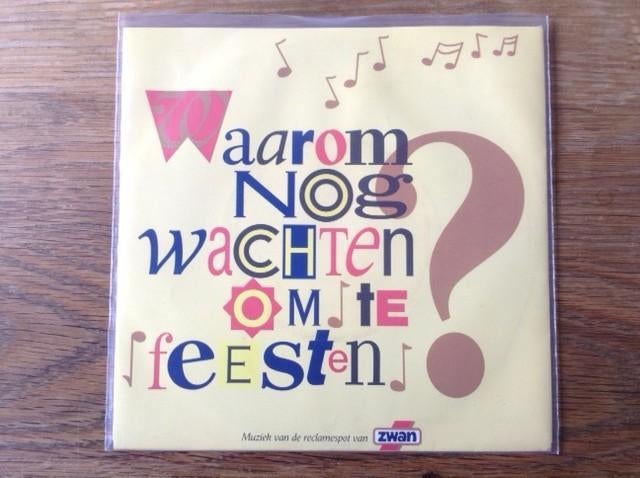 Waarom
NOg
waCHTen
OM tE
feEsten?
Muziek van de reclamespot van zwan